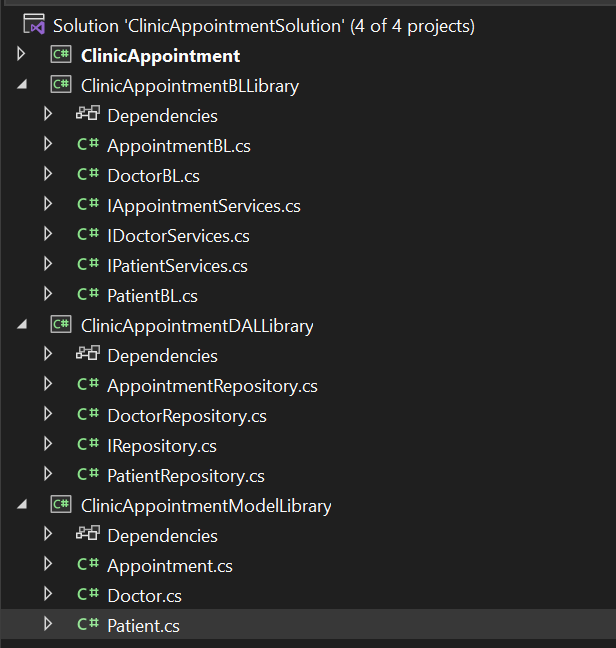 Solution 'ClinicAppointmentSolution' (4 of 4 projects)
C# ClinicAppointment
C# ClinicAppointmentBLLibrary
Dependencies
C# AppointmentBL.cs
C# DoctorBL.cs
C# IAppointmentServices.cs
C# IDoctorServices.cs
C# IPatientServices.cs
C# PatientBL.cs
C# ClinicAppointmentDALLibrary
Dependencies
C# AppointmentRepository.cs
C# DoctorRepository.cs
C# IRepository.cs
C# PatientRepository.cs
C# ClinicAppointmentModelLibrary
Dependencies
C# Appointment.cs
C# Doctor.cs
C# Patient.cs